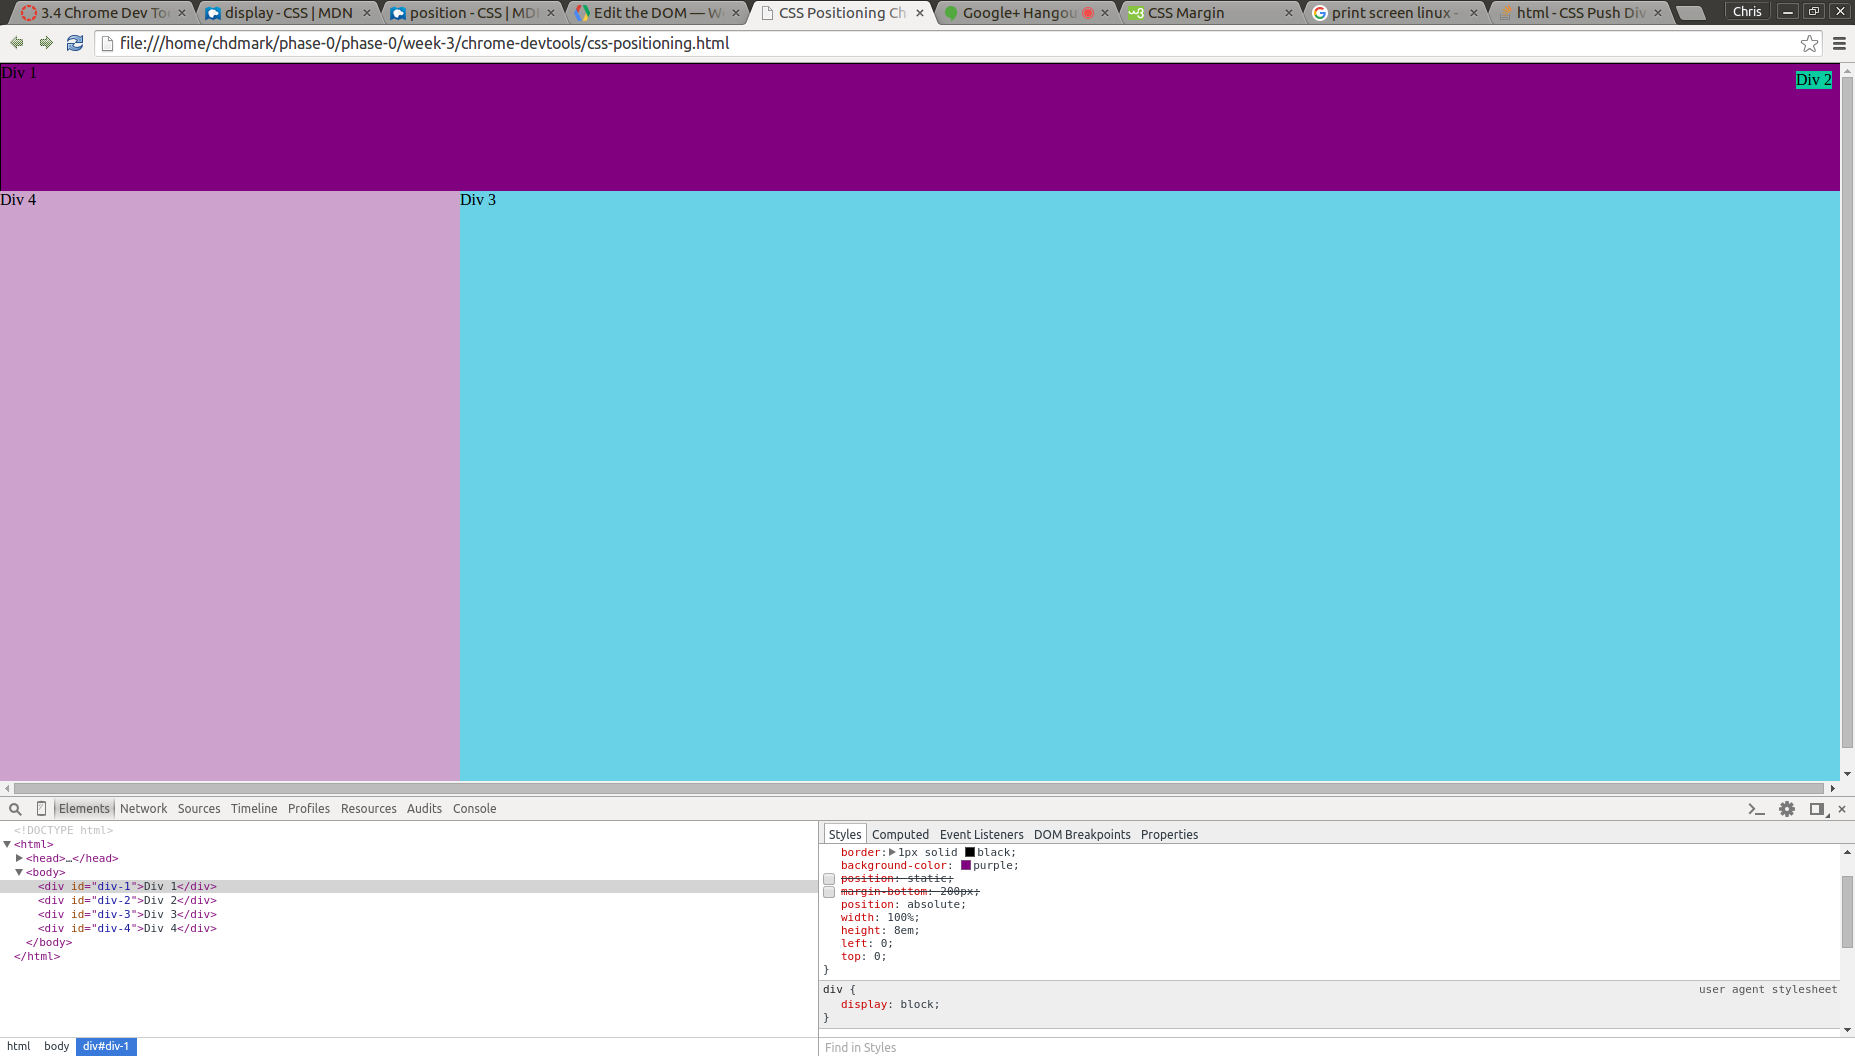 3.4 Chrome Dev To
display - CSS | MDN
position - CSS | MD
Edit the DOM — W
CSS Positioning Ch
Google+ Hangou
CSS Margin
print screen linux -
html - CSS Push Div
Chris
file:///home/chdmark/phase-0/phase-0/week-3/chrome-devtools/css-positioning.html
Div 1
Div 2
Div 4
Div 3
Elements Network Sources Timeline Profiles Resources Audits Console
<!DOCTYPE html>
<html>
<head>…</head>
<body>
<div id="div-1">Div 1</div>
<div id="div-2">Div 2</div>
<div id="div-3">Div 3</div>
<div id="div-4">Div 4</div>
</body>
</html>
html body div#div-1
Styles Computed Event Listeners DOM Breakpoints Properties
border: 1px solid black;
background-color: purple;
position: static;
margin-bottom: 200px;
position: absolute;
width: 100%;
height: 8em;
left: 0;
top: 0;
}
div { user agent stylesheet
display: block;
}
Find in Styles